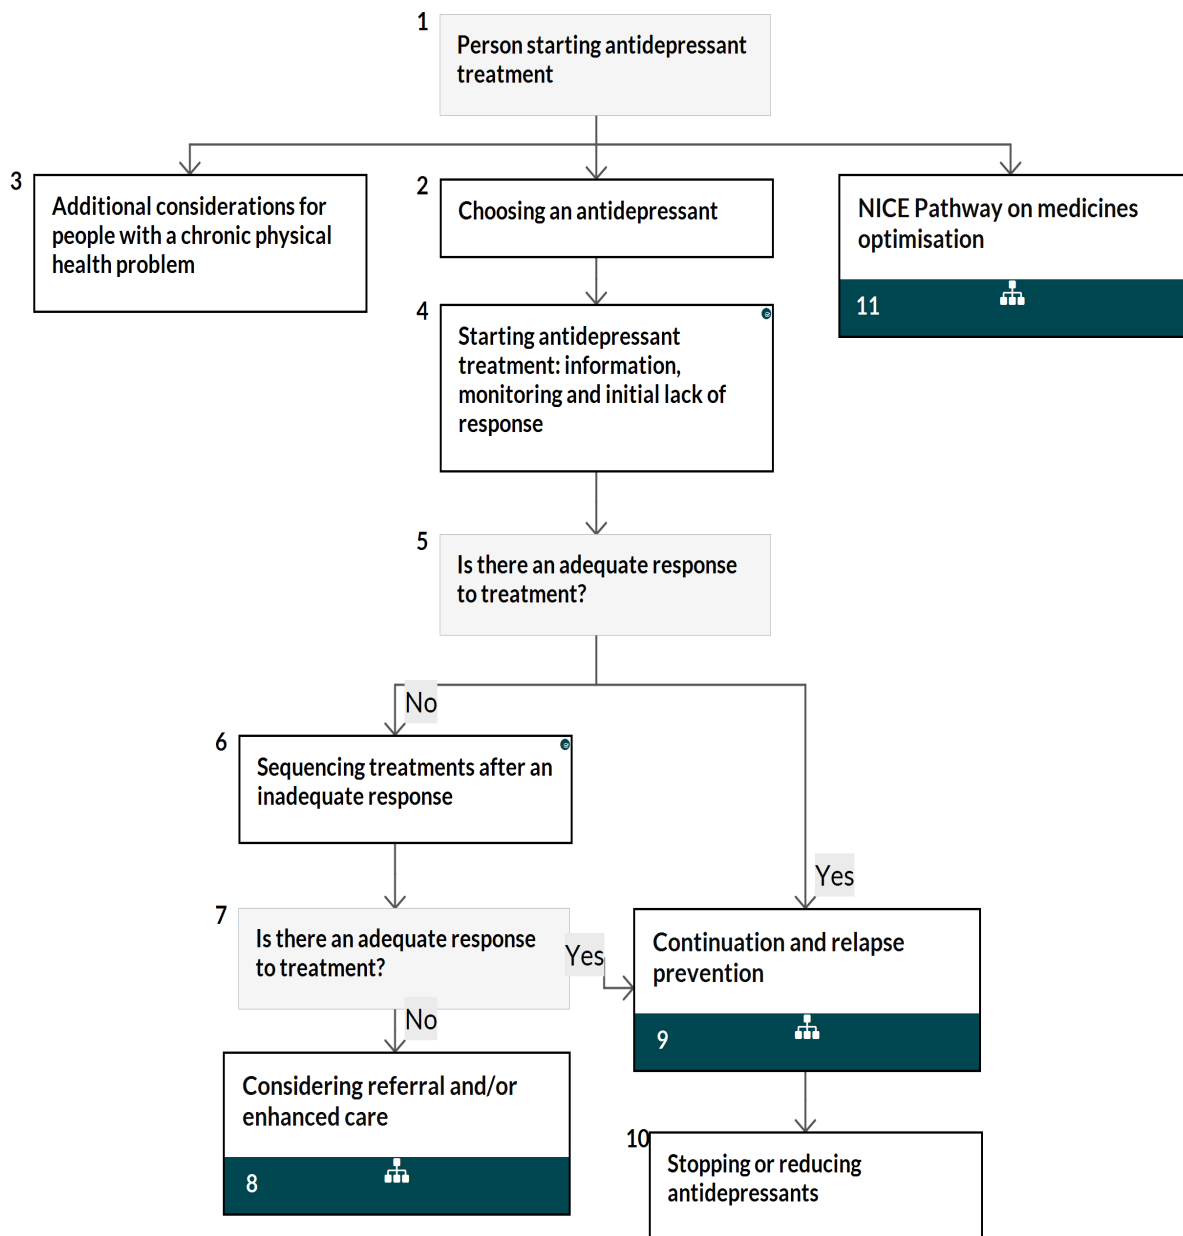 1
Person starting antidepressant
treatment
3
Additional considerations for
people with a chronic physical
health problem
2
Choosing an antidepressant
NICE Pathway on medicines
optimisation
11
4
Starting antidepressant
treatment: information,
monitoring and initial lack of
response
5
Is there an adequate response
to treatment?
No
6
Sequencing treatments after an
inadequate response
Yes
7
Is there an adequate response
to treatment?
Yes
Continuation and relapse
prevention
9
No
Considering referral and/or
enhanced care
8
10
Stopping or reducing
antidepressants